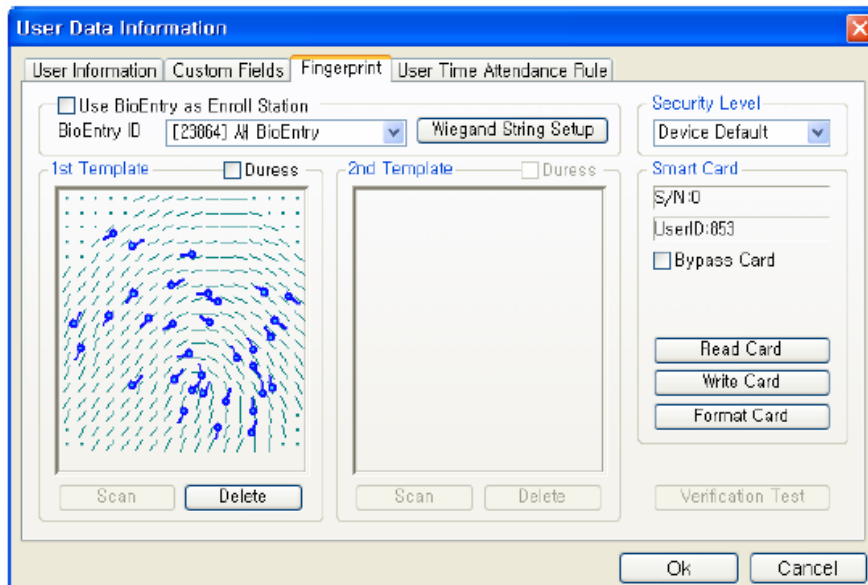 User Data Information
User Information Custom Fields Fingerprint User Time Attendance Rule
Use BioEntry as Enroll Station
BioEntry ID [23864] 새 BioEntry Wiegand String Setup
Security Level
Device Default
1st Template Duress
2nd Template Duress
Smart Card
S/N:0
UserID:853
Bypass Card
Read Card
Write Card
Format Card
Scan Delete
Scan Delete
Verification Test
Ok Cancel